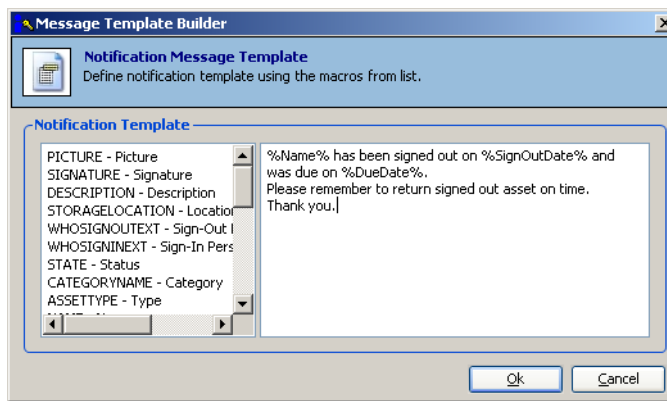 Message Template Builder
Notification Message Template
Define notification template using the macros from list.
Notification Template
PICTURE - Picture
SIGNATURE - Signature
DESCRIPTION - Description
STORAGELOCATION - Location
WHOSIGNOUTEXT - Sign-Out
WHOSIGNINEXT - Sign-In Pers
STATE - Status
CATEGORYNAME - Category
ASSETTYPE - Type
%Name% has been signed out on %SignOutDate% and
was due on %DueDate%.
Please remember to return signed out asset on time.
Thank you.
Ok
Cancel